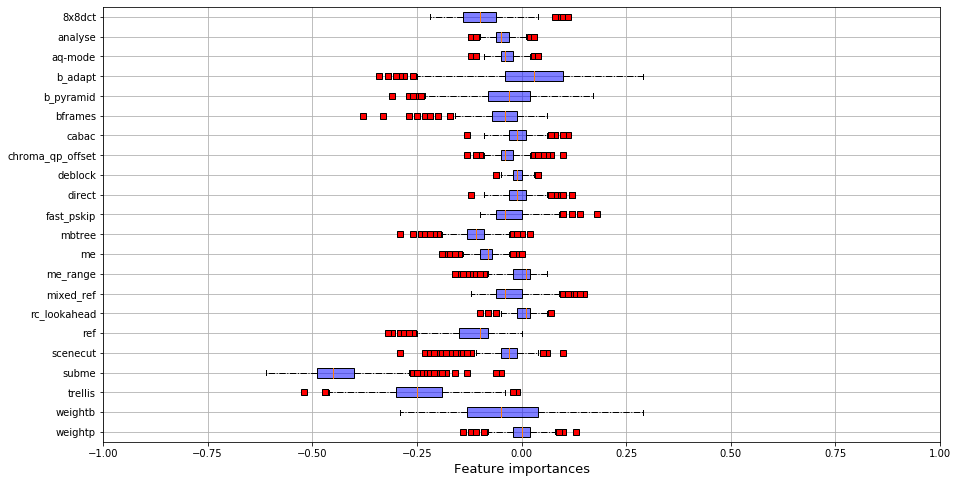 8x8dct
analyse
aq-mode
b_adapt
b_pyramid
bframes
cabac
chroma_qp_offset
deblock
direct
fast_pskip
mbtree
me
me_range
mixed_ref
rc_lookahead
ref
scenecut
subme
trellis
weightb
weightp
−1.00 −0.75 −0.50 −0.25 0.00 0.25 0.50 0.75 1.00
Feature importances